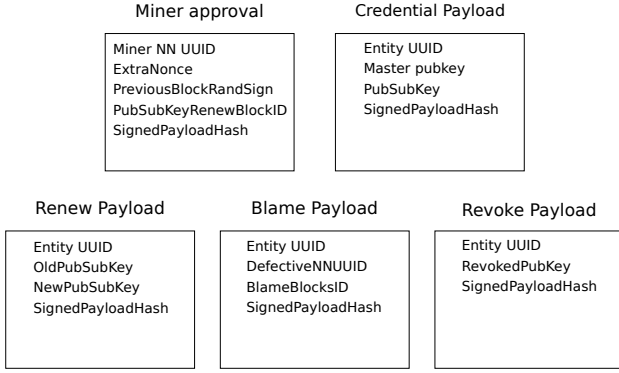 Miner approval
Miner NN UUID
ExtraNonce
PreviousBlockRandSign
PubSubKeyRenewBlockID
SignedPayloadHash
Credential Payload
Entity UUID
Master pubkey
PubSubKey
SignedPayloadHash
Renew Payload
Entity UUID
OldPubSubKey
NewPubSubKey
SignedPayloadHash
Blame Payload
Entity UUID
DefectiveNNUUID
BlameBlocksID
SignedPayloadHash
Revoke Payload
Entity UUID
RevokedPubKey
SignedPayloadHash